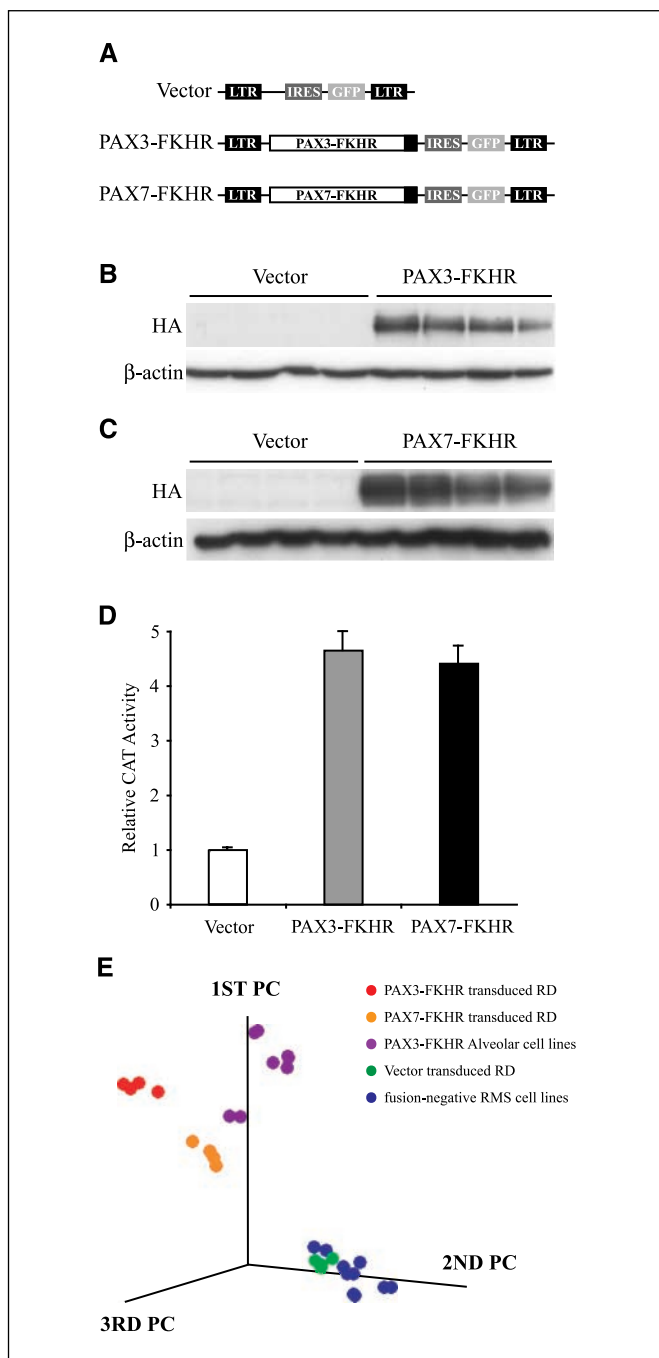 A
Vector LTR IRES GFP LTR
PAX3-FKHR LTR PAX3-FKHR IRES GFP LTR
PAX7-FKHR LTR PAX7-FKHR IRES GFP LTR
B
Vector PAX3-FKHR
HA
β-actin
C
Vector PAX7-FKHR
HA
β-actin
D
Relative CAT Activity
5
4
3
2
1
0
Vector PAX3-FKHR PAX7-FKHR
E
1ST PC
PAX3-FKHR transduced RD
PAX7-FKHR transduced RD
PAX3-FKHR Alveolar cell lines
Vector transduced RD
fusion-negative RMS cell lines
2ND PC
3RD PC